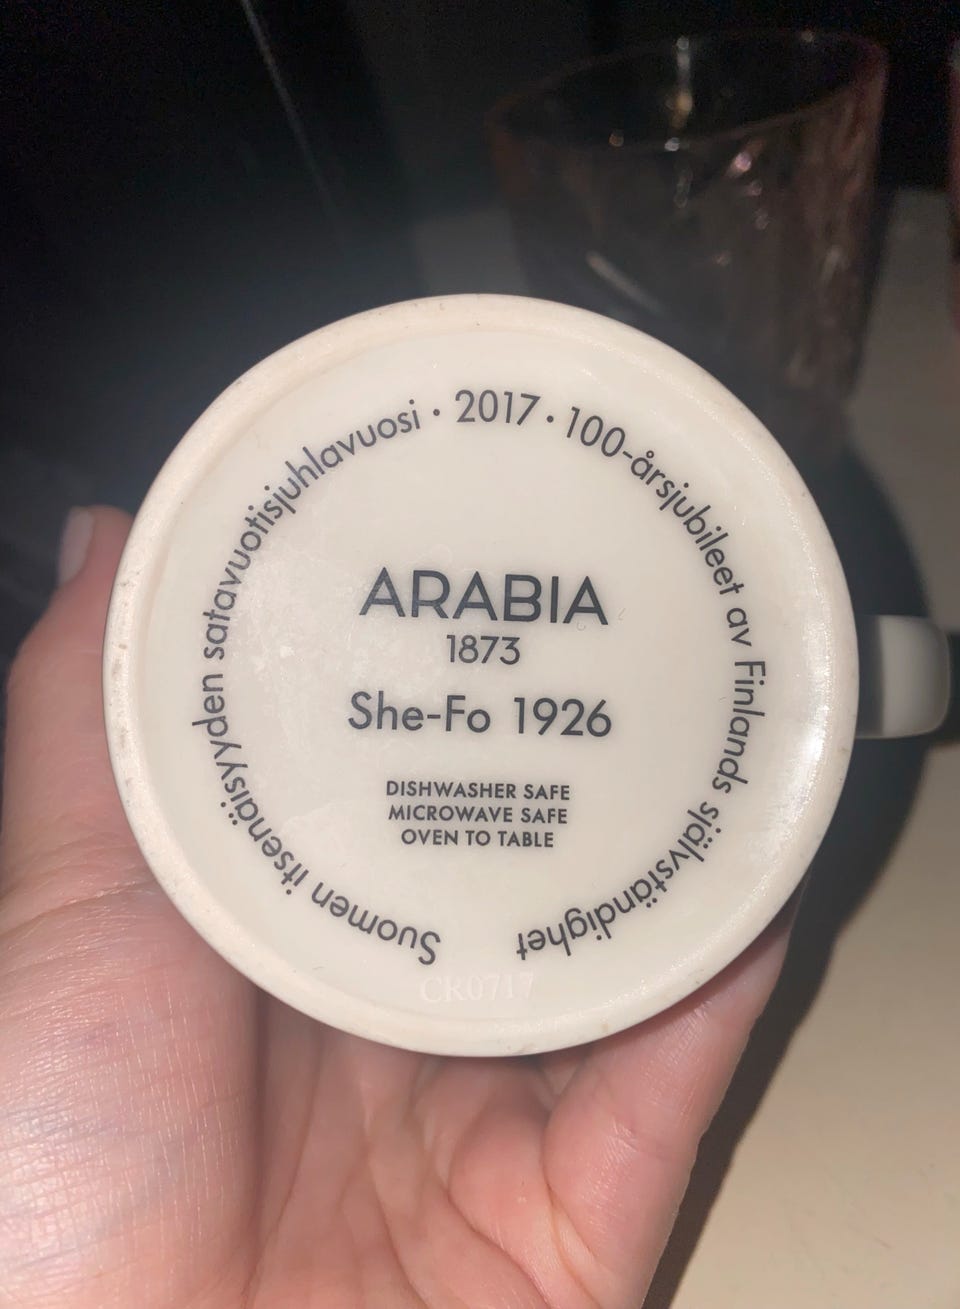 Suomen itsenäisyyden satavuotisjuhlavuosi · 2017 · 100-årsjubileet av Finlands självständighet
ARABIA
1873
She-Fo 1926
DISHWASHER SAFE
MICROWAVE SAFE
OVEN TO TABLE
CR0717